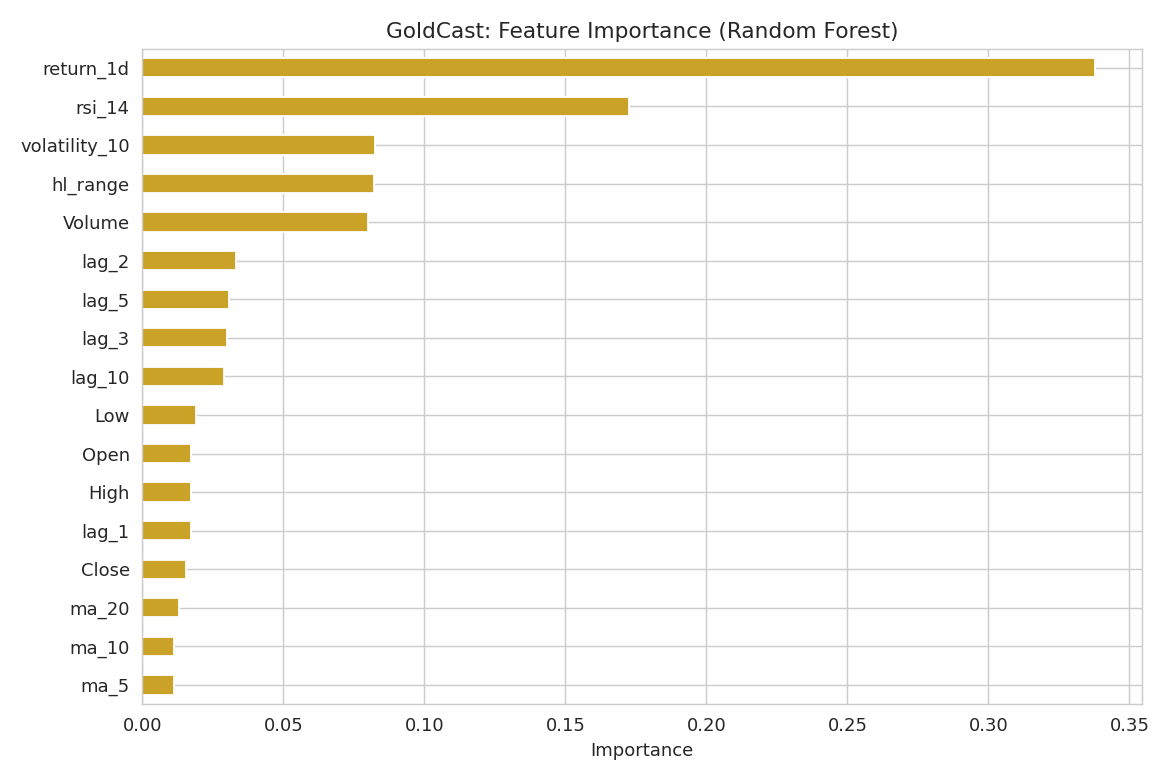 GoldCast: Feature Importance (Random Forest)
return_1d
rsi_14
volatility_10
hl_range
Volume
lag_2
lag_5
lag_3
lag_10
Low
Open
High
lag_1
Close
ma_20
ma_10
ma_5
0.00 0.05 0.10 0.15 0.20 0.25 0.30 0.35
Importance